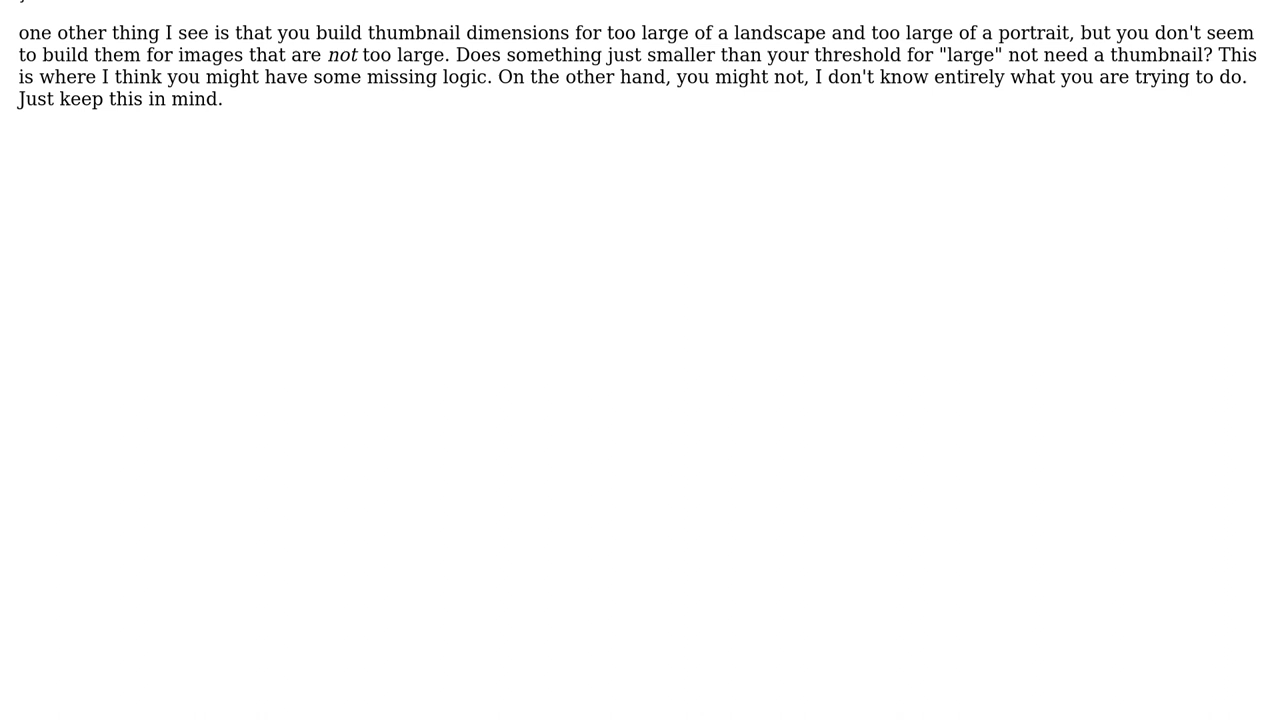 one other thing I see is that you build thumbnail dimensions for too large of a landscape and too large of a portrait, but you don't seem
to build them for images that are not too large. Does something just smaller than your threshold for "large" not need a thumbnail? This
is where I think you might have some missing logic. On the other hand, you might not, I don't know entirely what you are trying to do.
Just keep this in mind.